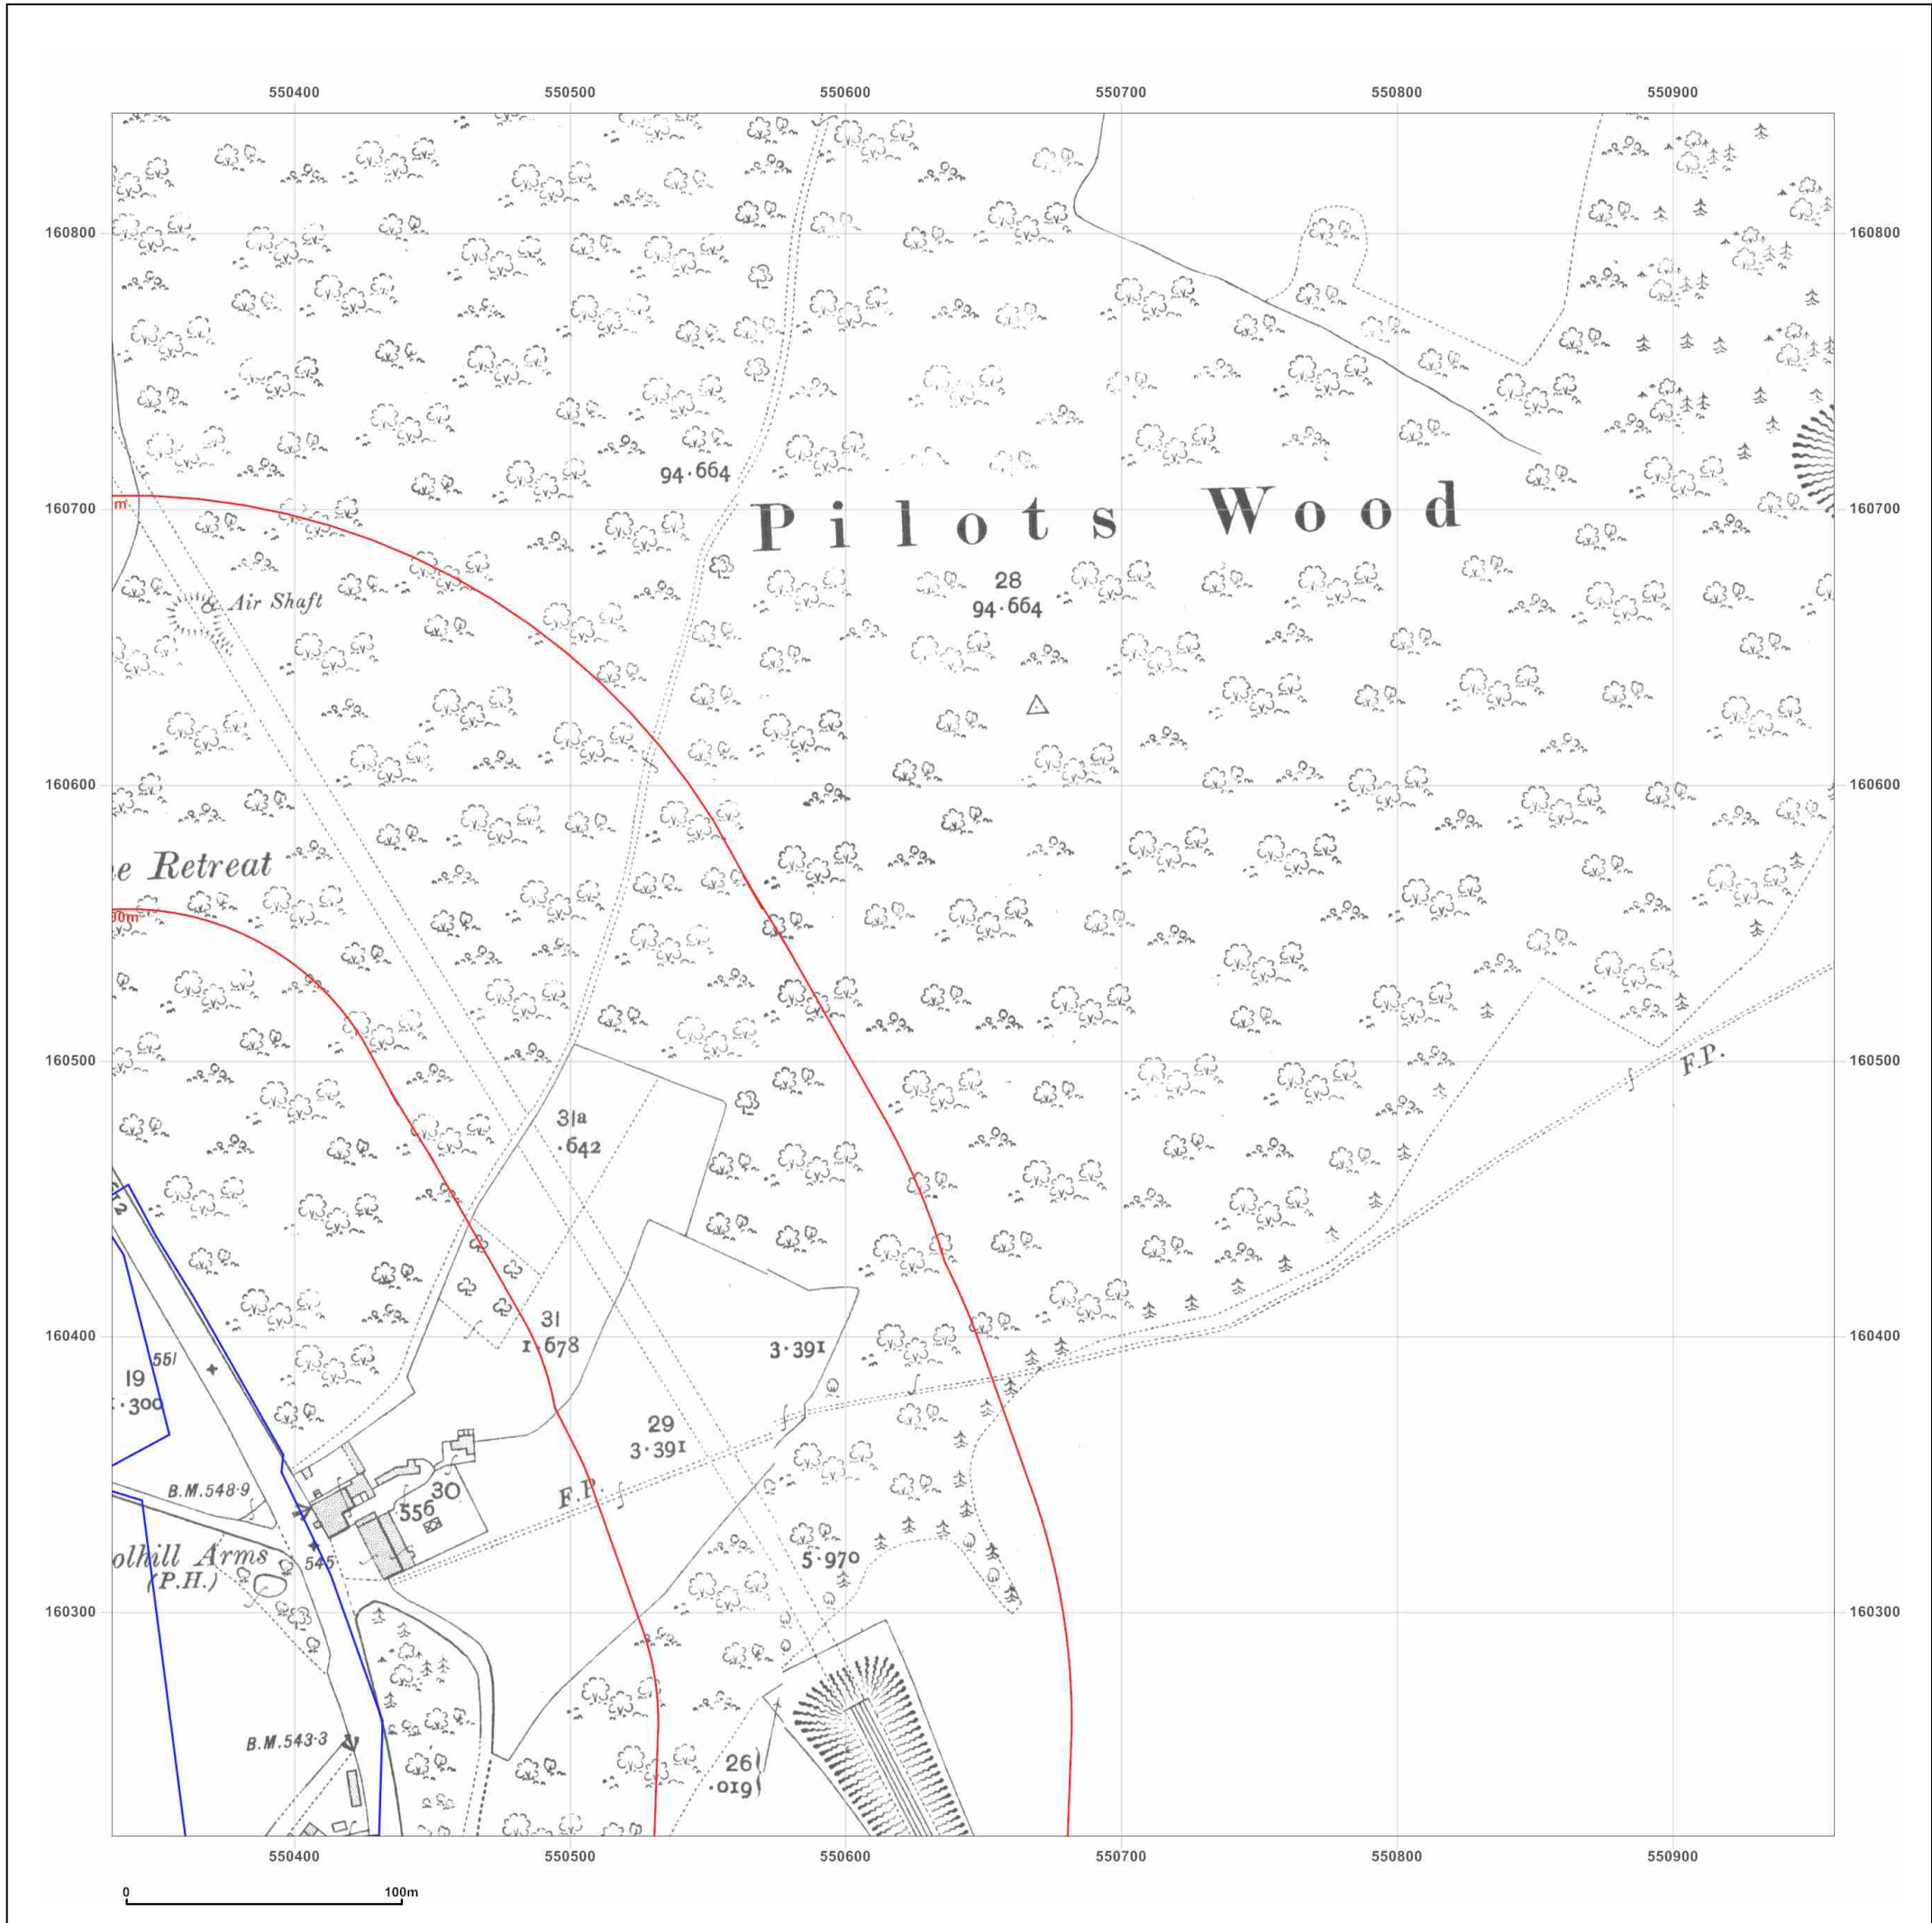 550400 550500 550600 550700 550800 550900
160800 160800
94·664
Pilots Wood
160700 160700
m
28
94·664
Air Shaft
160600 160600
e Retreat
90m
160500 160500
F.P.
31a
·642
160400 160400
31
1·678
3·391
551
19
·300
29
3·391
B.M.548·9
30
·556
F.P.
olhill Arms
(P.H.)
545
5·970
160300 160300
B.M.543·3
26
·019
550400 550500 550600 550700 550800 550900
0 100m